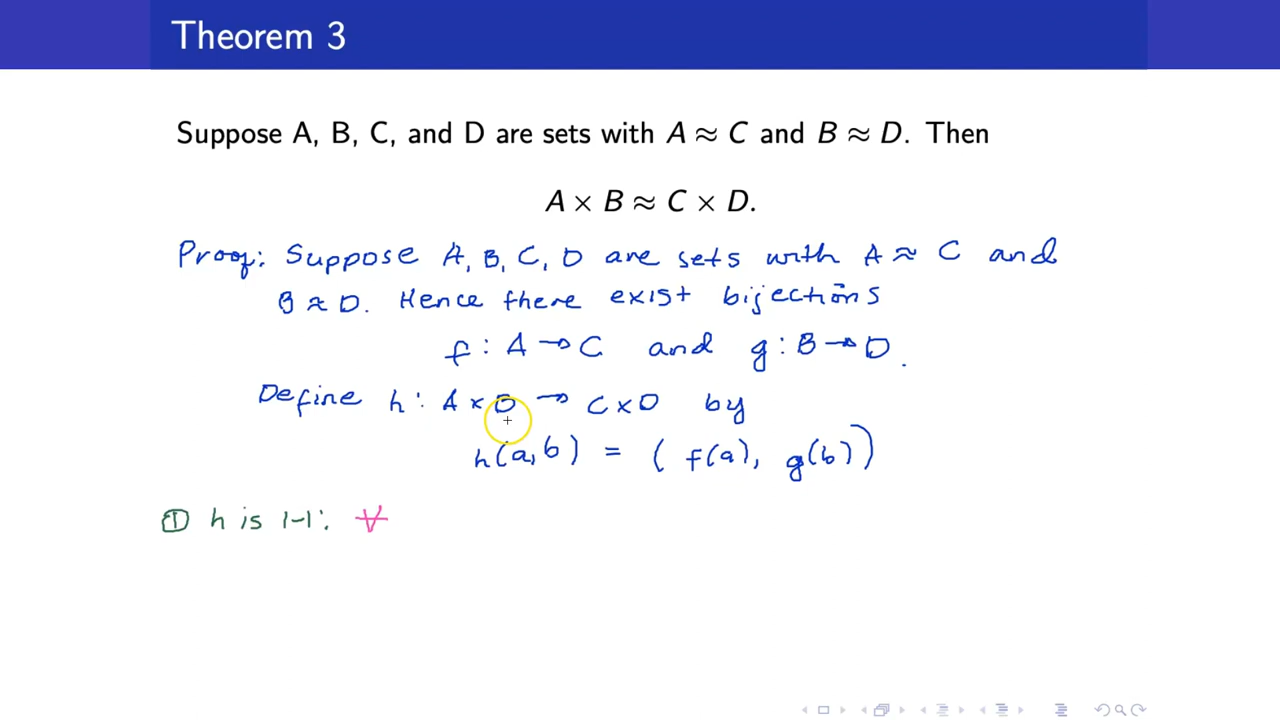 Theorem 3
Suppose A, B, C, and D are sets with A ≈ C and B ≈ D. Then
A × B ≈ C × D.
Proof: Suppose A, B, C, D are sets with A ≈ C and
B ≈ D. Hence there exist bijections
f : A → C and g : B → D.
Define h : A × B → C × D by
h(a, b) = ( f(a), g(b))
① h is 1-1: ∀